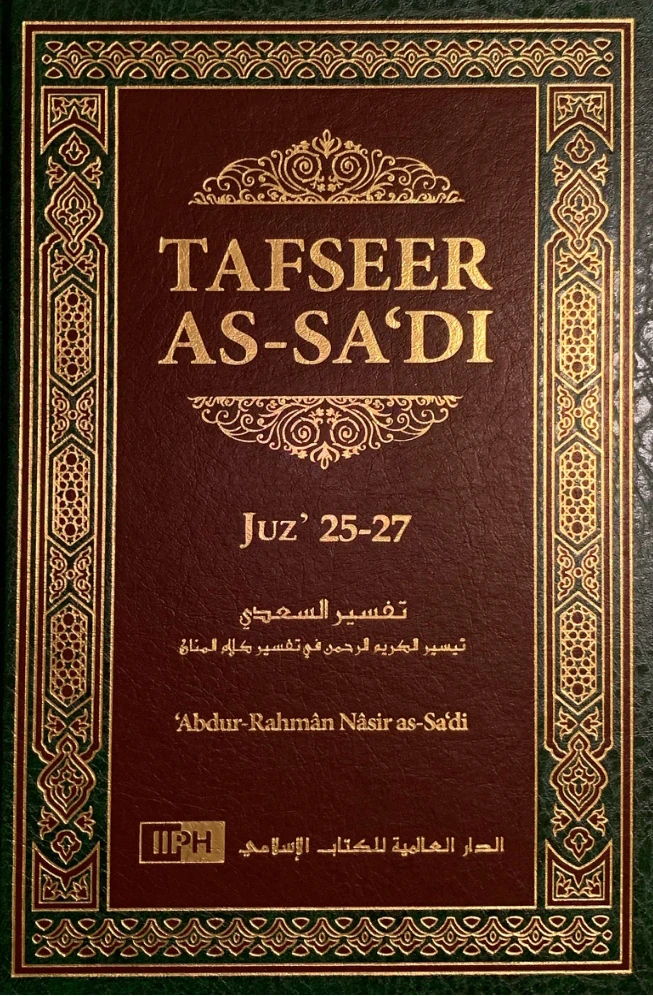 TAFSEER
AS-SA‘DI
Juz’ 25-27
تفسير السعدي
تيسير الكريم الرحمن في تفسير كلام المنان
‘Abdur-Rahmân Nâsir as-Sa‘di
IIPH
الدار العالمية للكتاب الإسلامي